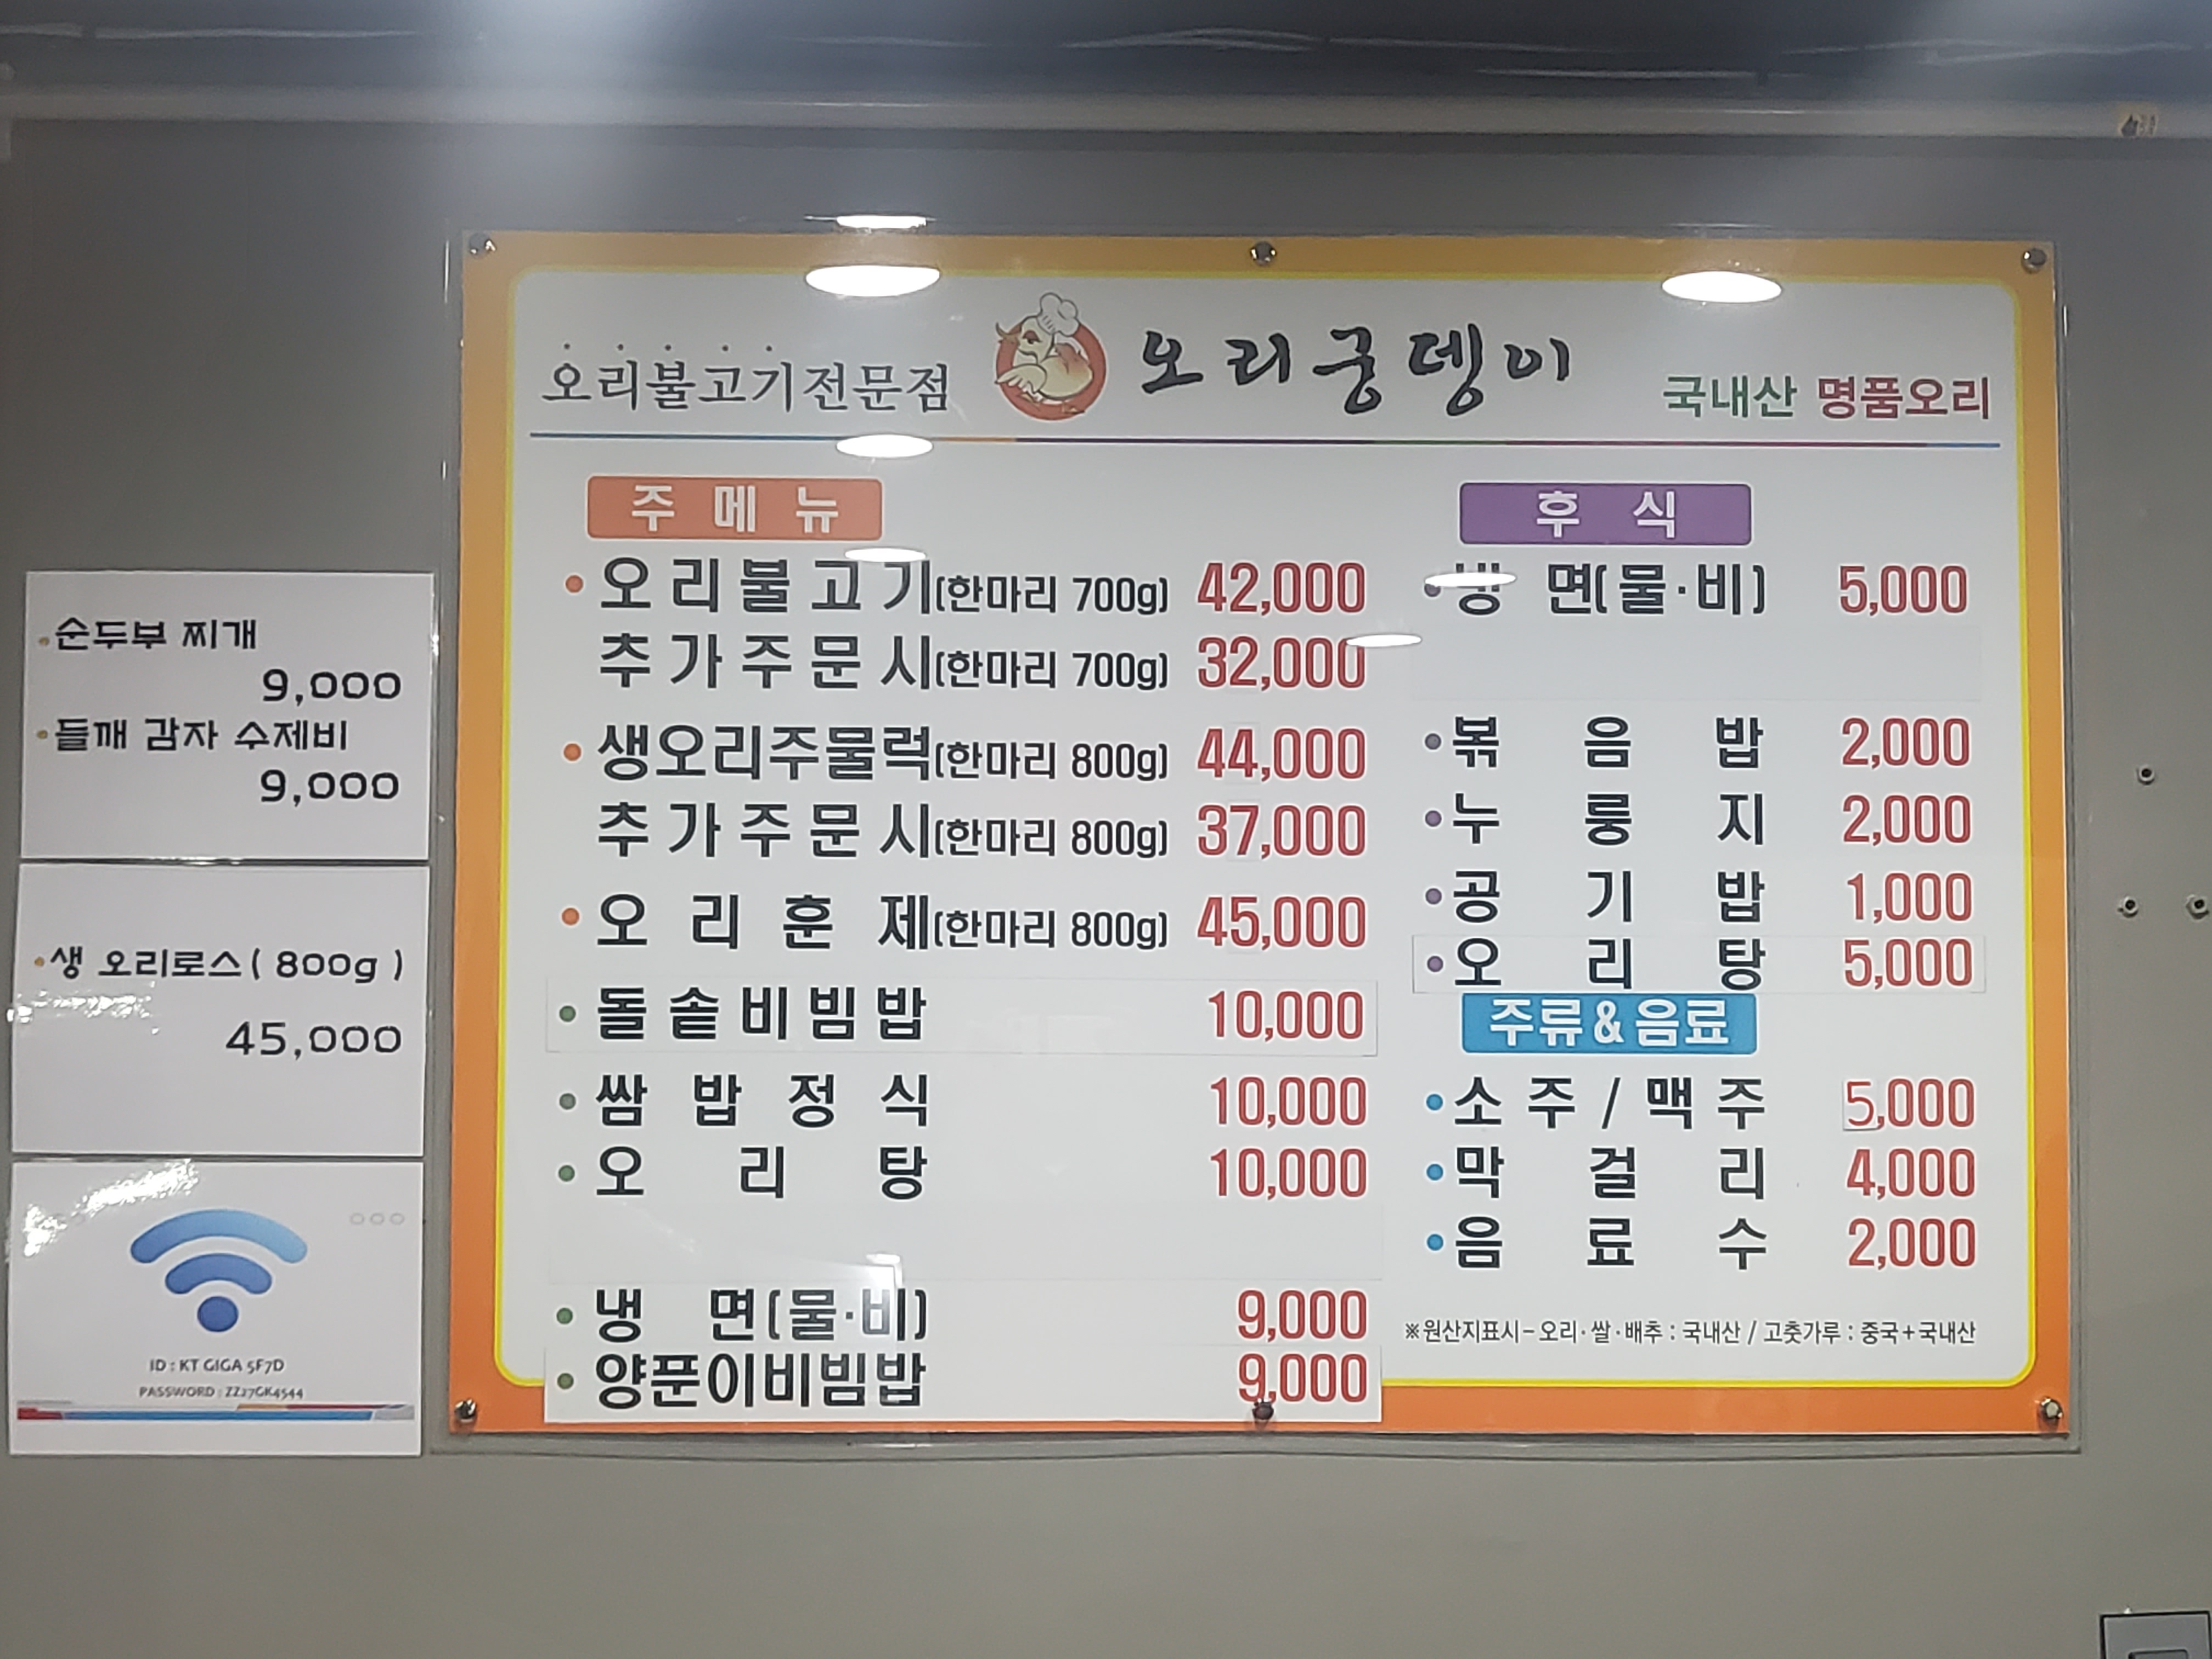 오리불고기전문점 오리궁뎅이 국내산 명품오리
주메뉴
오리불고기(한마리 700g) 42,000
추가주문시(한마리 700g) 32,000
생오리주물럭(한마리 800g) 44,000
추가주문시(한마리 800g) 37,000
오리훈제(한마리 800g) 45,000
돌솥비빔밥 10,000
쌈밥정식 10,000
오리탕 10,000
냉면(물·비) 9,000
양푼이비빔밥 9,000
후식
냉면(물·비) 5,000
볶음밥 2,000
누룽지 2,000
공기밥 1,000
오리탕 5,000
주류&음료
소주/맥주 5,000
막걸리 4,000
음료수 2,000
※원산지표시-오리·쌀·배추 : 국내산 / 고춧가루 : 중국+국내산
순두부 찌개
9,000
들깨 감자 수제비
9,000
생 오리로스( 800g )
45,000
ID : KT GIGA 5F7D
PASSWORD : ZZ27GK4544